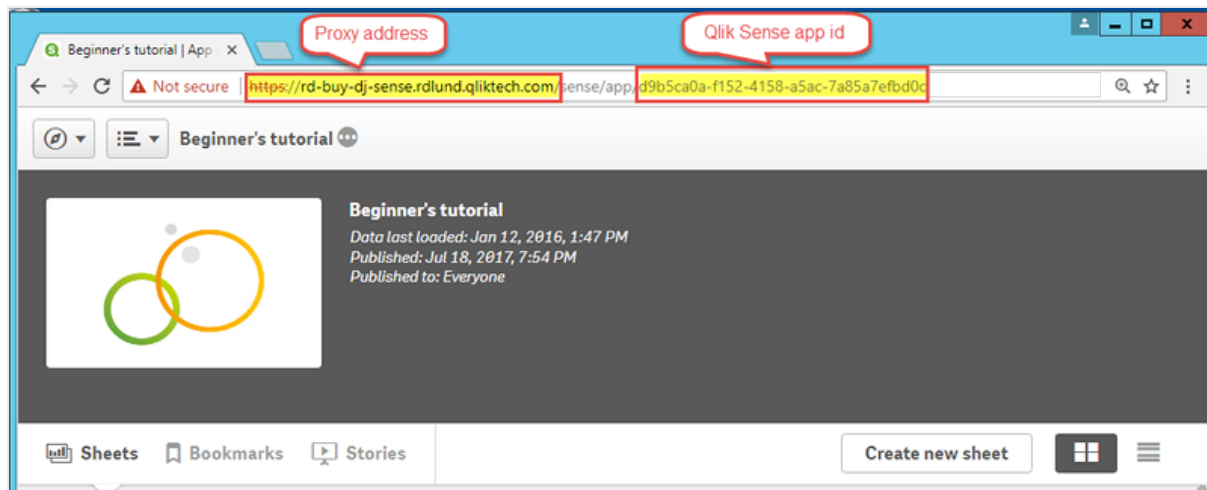 Proxy address
Qlik Sense app id
Beginner's tutorial | App
Not secure https://rd-buy-dj-sense.rdlund.qliktech.com/sense/app/d9b5ca0a-f152-4158-a5ac-7a85a7efbd0c
Beginner's tutorial
Beginner's tutorial
Data last loaded: Jan 12, 2016, 1:47 PM
Published: Jul 18, 2017, 7:54 PM
Published to: Everyone
Sheets Bookmarks Stories Create new sheet